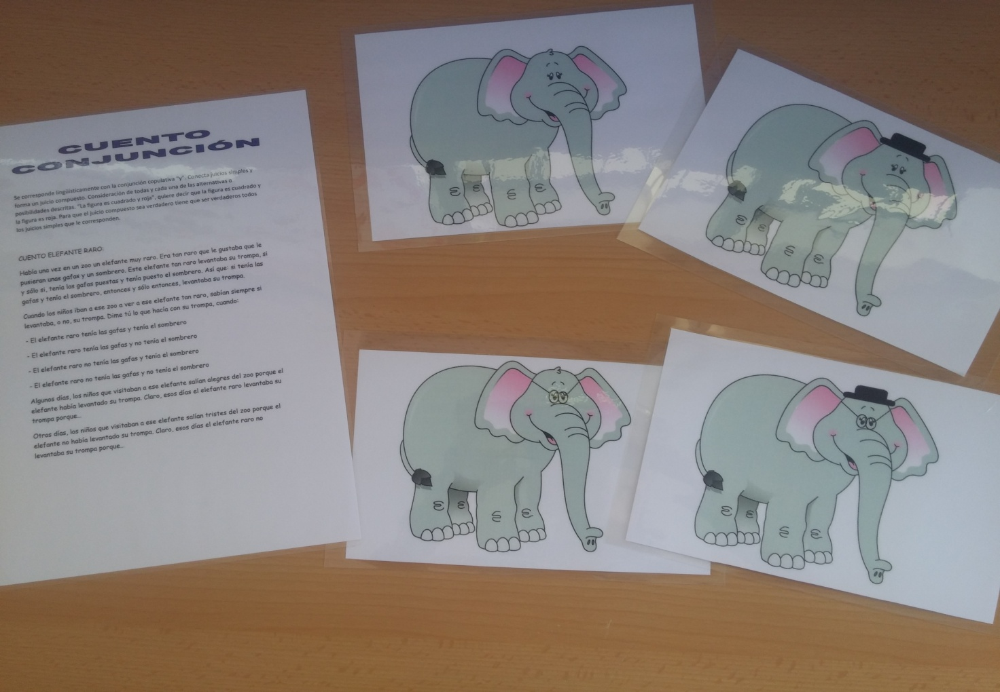 CUENTO
CONJUNCIÓN
Se corresponde lingüísticamente con la conjunción copulativa "y". Conecta juicios simples y
forma un juicio compuesto. Consideración de todas y cada una de las alternativas o
posibilidades descritas. "La figura es cuadrado y roja", quiere decir que la figura es cuadrado y
la figura es roja. Para que el juicio compuesto sea verdadero tiene que ser verdaderos todos
los juicios simples que le corresponden.
CUENTO ELEFANTE RARO:
Había una vez en un zoo un elefante muy raro. Era tan raro que le gustaba que le
pusieran unas gafas y un sombrero. Este elefante tan raro levantaba su trompa, si
y sólo si, tenía las gafas puestas y tenía puesto el sombrero. Así que: si tenía las
gafas y tenía el sombrero, entonces y sólo entonces, levantaba su trompa.
Cuando los niños iban a ese zoo a ver a ese elefante tan raro, sabían siempre si
levantaba, o no, su trompa. Dime tú lo que hacía con su trompa, cuando:
- El elefante raro tenía las gafas y tenía el sombrero
- El elefante raro tenía las gafas y no tenía el sombrero
- El elefante raro no tenía las gafas y tenía el sombrero
- El elefante raro no tenía las gafas y no tenía el sombrero
Algunos días, los niños que visitaban a ese elefante salían alegres del zoo porque el
elefante había levantado su trompa. Claro, esos días el elefante raro levantaba su
trompa porque...
Otros días, los niños que visitaban a ese elefante salían tristes del zoo porque el
elefante no había levantado su trompa. Claro, esos días el elefante raro no
levantaba su trompa porque...